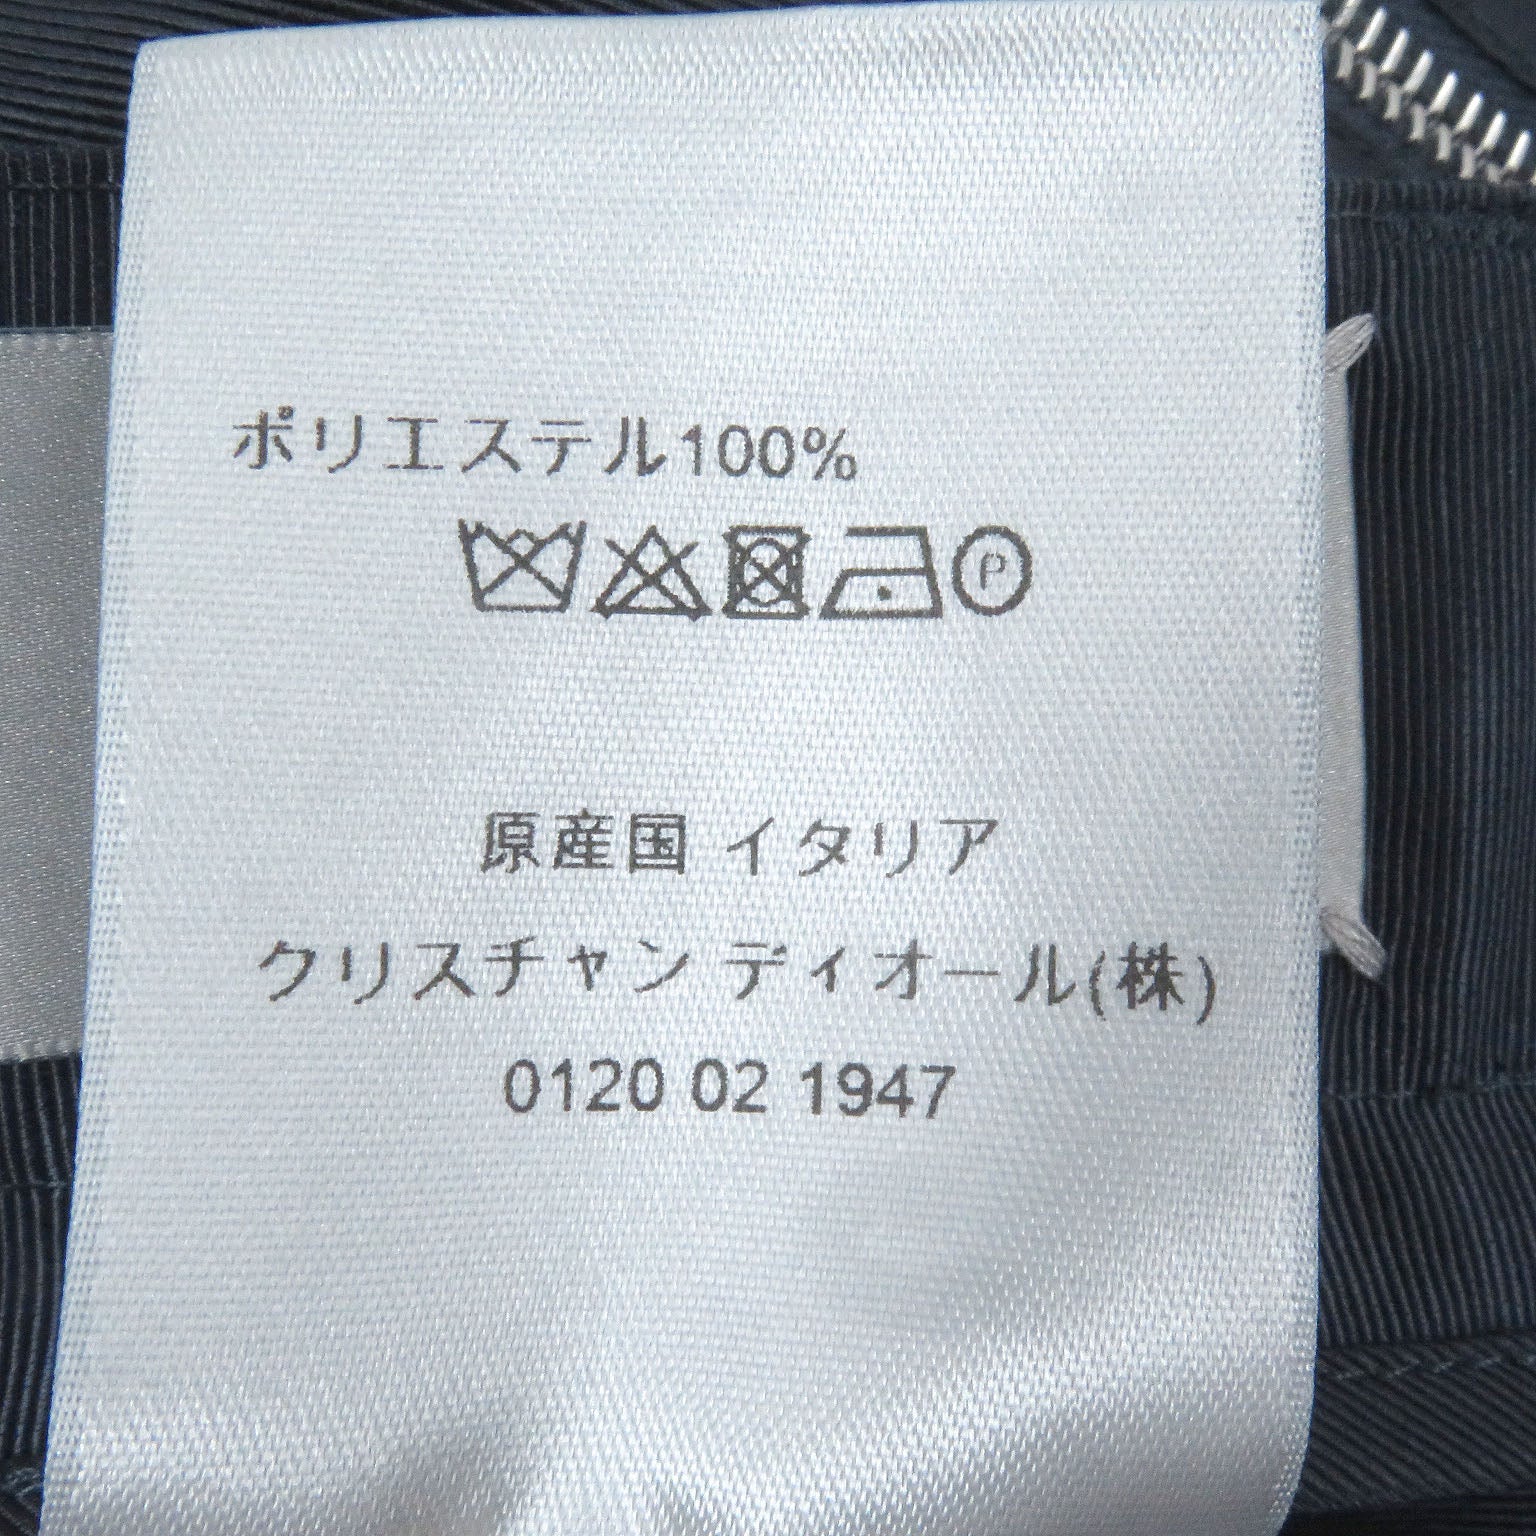 ポリエステル100%
P
原産国 イタリア
クリスチャン ディオール(株)
0120 02 1947